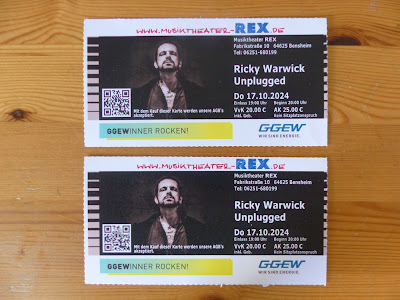 www.MUSIKTHEATER-REX.DE
Musiktheater REX
Fabrikstraße 10 64625 Bensheim
Tel: 06251-680199
Ricky Warwick
Unplugged
Do 17.10.2024
Einlass 19:00 Uhr Beginn 20:00 Uhr
VvK 20.00 € AK 25.00 €
inkl. Geb. Kein Sitzplatzanspruch
Mit dem Kauf dieser Karte werden unsere AGB's
akzeptiert.
GGEWINNER ROCKEN!
GGEW
WIR SIND ENERGIE.
www.MUSIKTHEATER-REX.DE
Musiktheater REX
Fabrikstraße 10 64625 Bensheim
Tel: 06251-680199
Ricky Warwick
Unplugged
Do 17.10.2024
Einlass 19:00 Uhr Beginn 20:00 Uhr
VvK 20.00 € AK 25.00 €
inkl. Geb. Kein Sitzplatzanspruch
Mit dem Kauf dieser Karte werden unsere AGB's
akzeptiert.
GGEWINNER ROCKEN!
GGEW
WIR SIND ENERGIE.